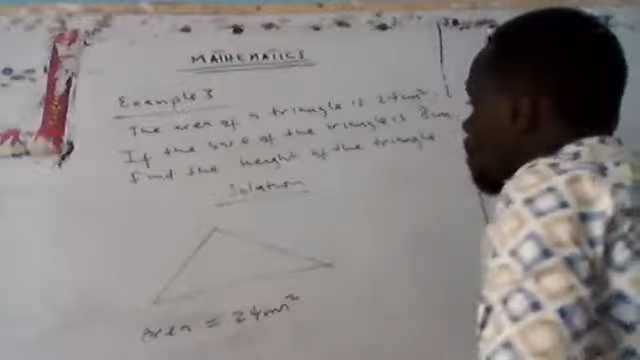 MATHEMATICS
Example 3
The area of a triangle is 24cm².
If the base of the triangle is 8cm,
find the height of the triangle
Solution
Area = 24cm²